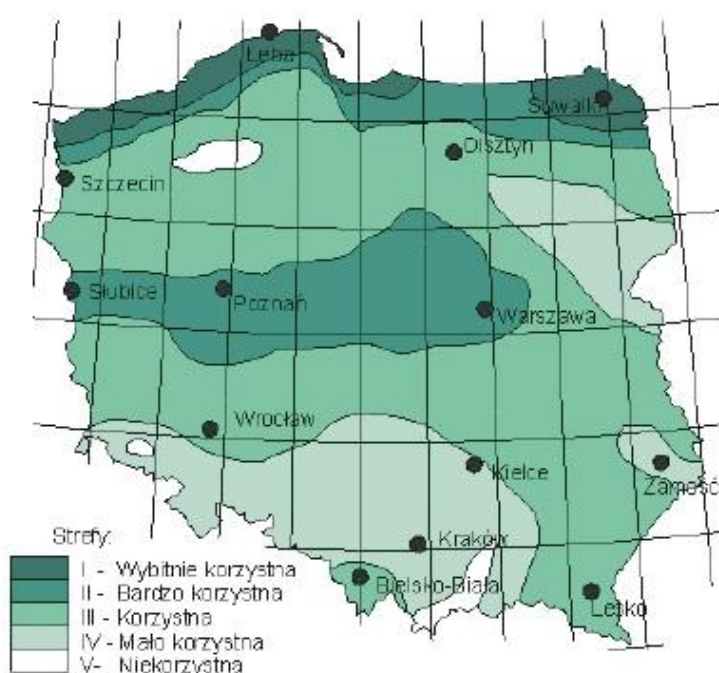 Łeba
Suwałki
Olsztyn
Szczecin
Słubice
Poznań
Warszawa
Wrocław
Kielce
Zamość
Kraków
Bielsko-Biała
Lesko
Strefy:
I - Wybitnie korzystna
II - Bardzo korzystna
III - Korzystna
IV - Mało korzystna
V- Niekorzystna